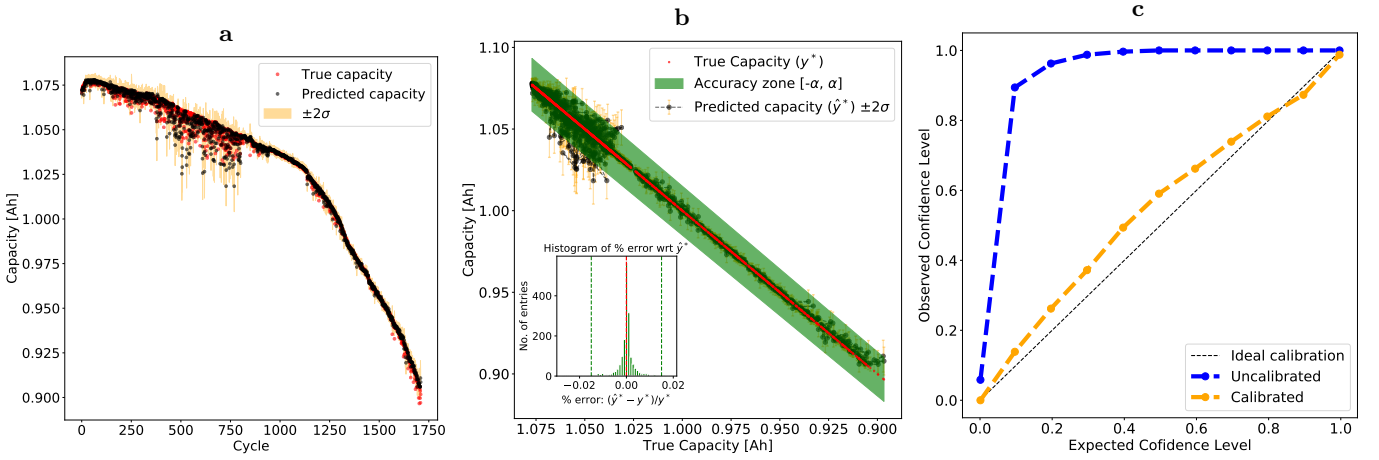 a
1.075
1.050
1.025
1.000
0.975
0.950
0.925
0.900
Capacity [Ah]
0
250
500
750
1000
1250
1500
1750
Cycle
True capacity
Predicted capacity
±2σ
b
1.10
1.05
1.00
0.95
0.90
Capacity [Ah]
1.075
1.050
1.025
1.000
0.975
0.950
0.925
0.900
True Capacity [Ah]
True Capacity (y*)
Accuracy zone [-α, α]
Predicted capacity (ŷ*) ±2σ
Histogram of % error wrt ŷ*
400
200
0
No. of entries
−0.02
0.00
0.02
% error: (ŷ* − y*)/y*
c
1.0
0.8
0.6
0.4
0.2
0.0
Observed Confidence Level
0.0
0.2
0.4
0.6
0.8
1.0
Expected Cofidence Level
Ideal calibration
Uncalibrated
Calibrated